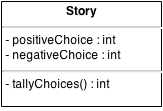 Story
- positiveChoice : int
- negativeChoice : int
- tallyChoices() : int